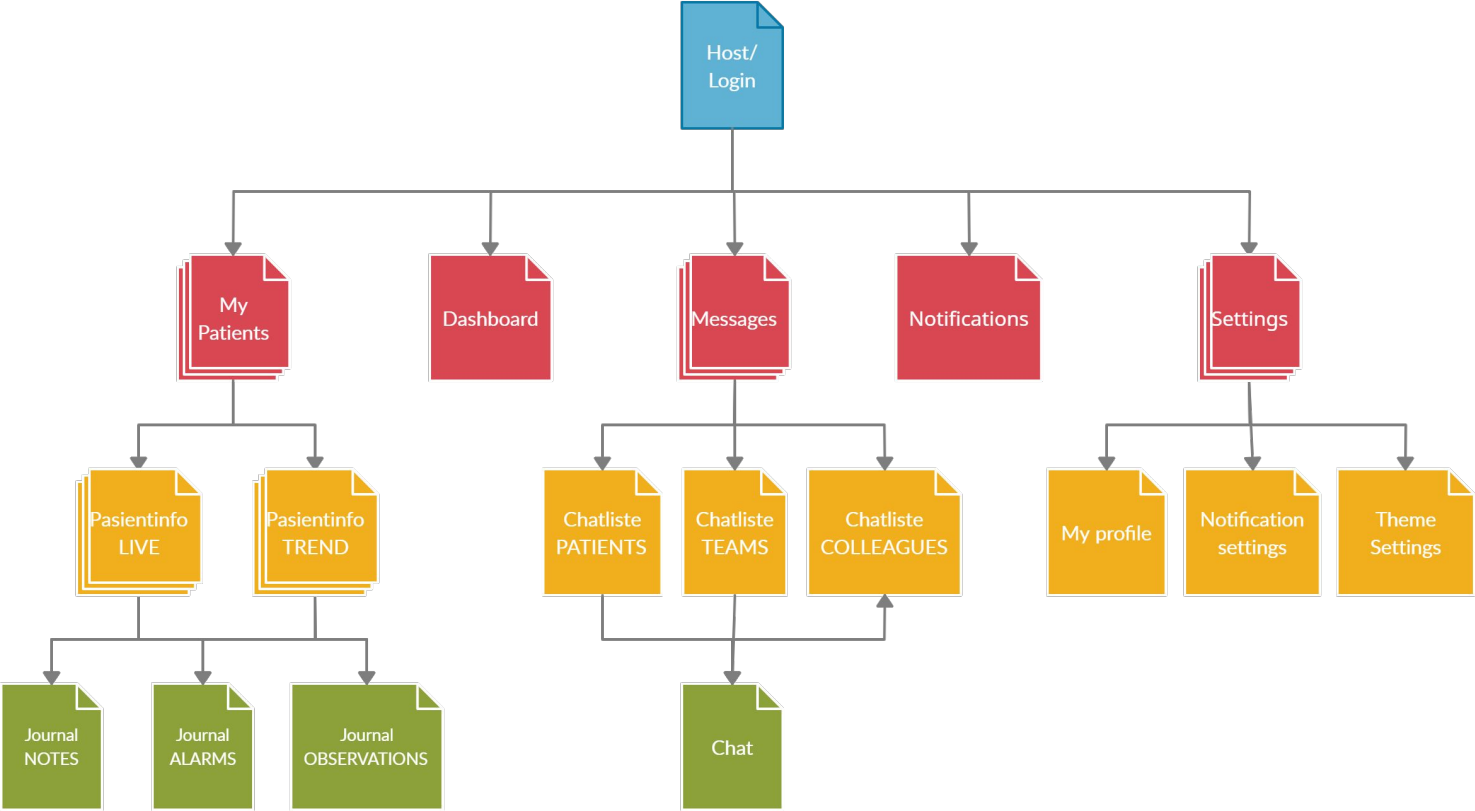 Host/
Login
My
Patients
Dashboard
Messages
Notifications
Settings
Pasientinfo
LIVE
Pasientinfo
TREND
Chatliste
PATIENTS
Chatliste
TEAMS
Chatliste
COLLEAGUES
My profile
Notification
settings
Theme
Settings
Journal
NOTES
Journal
ALARMS
Journal
OBSERVATIONS
Chat